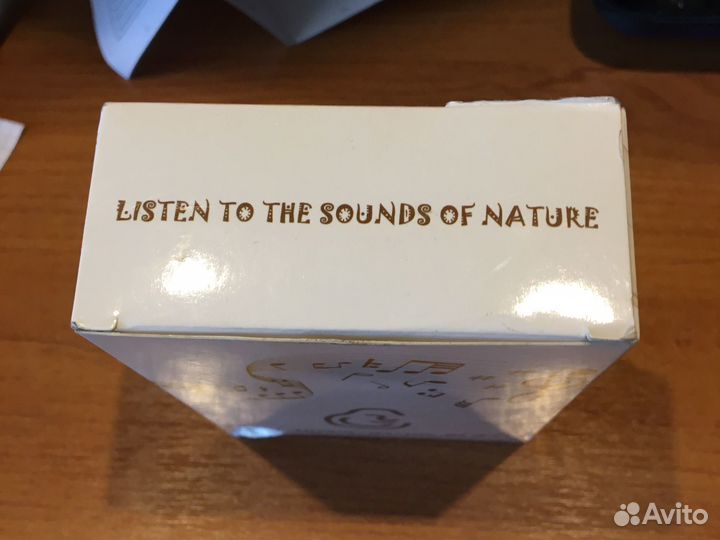 LISTEN TO THE SOUNDS OF NATURE
Avito